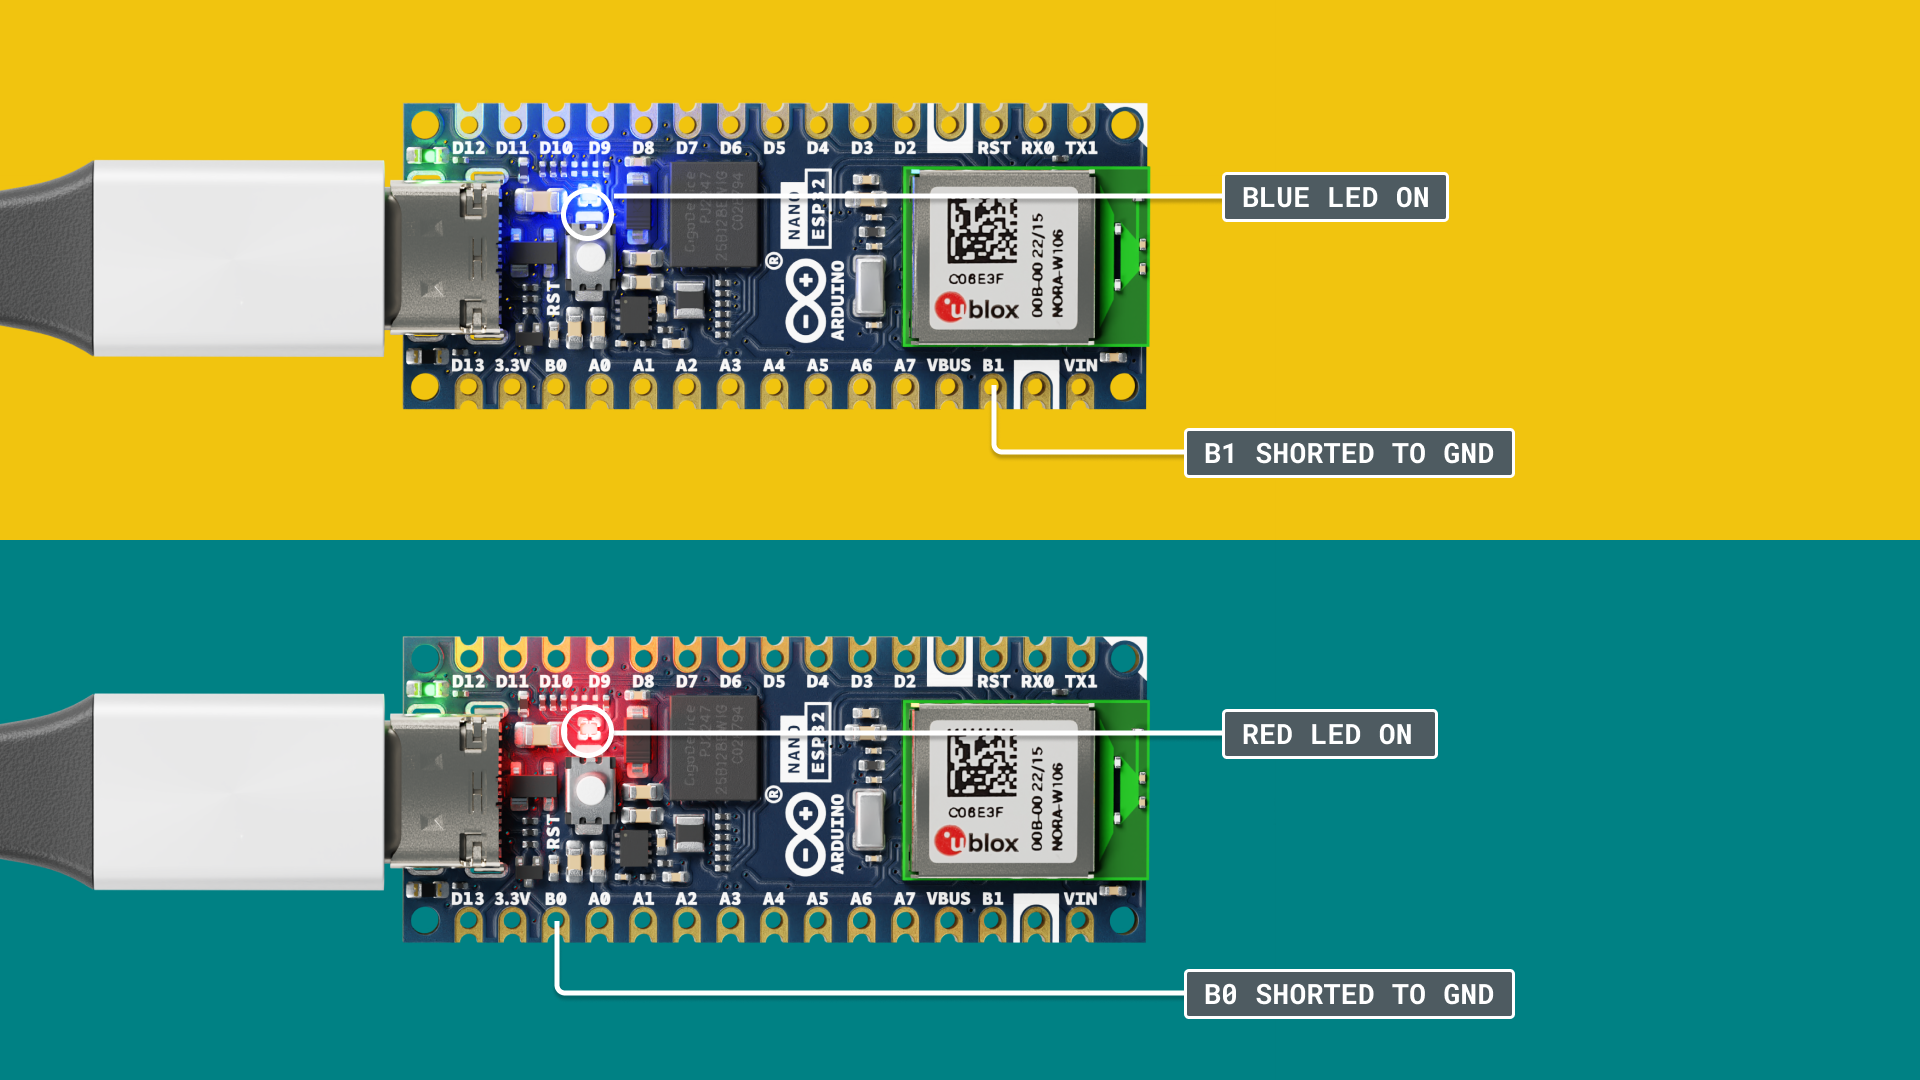 D12 D11 D10 D9 D8 D7 D6 D5 D4 D3 D2 RST RX0 TX1
BLUE LED ON
NANO
ESP32
RST
®
ARDUINO
C06E3F
ublox
00B-00 22/15
NORA-W106
D13 3.3V B0 A0 A1 A2 A3 A4 A5 A6 A7 VBUS B1 VIN
B1 SHORTED TO GND
D12 D11 D10 D9 D8 D7 D6 D5 D4 D3 D2 RST RX0 TX1
RED LED ON
NANO
ESP32
RST
®
ARDUINO
C06E3F
ublox
00B-00 22/15
NORA-W106
D13 3.3V B0 A0 A1 A2 A3 A4 A5 A6 A7 VBUS B1 VIN
B0 SHORTED TO GND